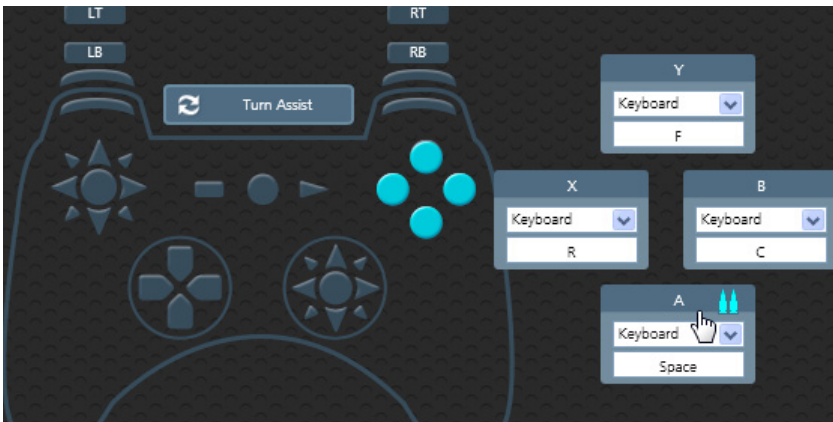 LT
RT
LB
RB
Turn Assist
Y
Keyboard
F
X
Keyboard
R
B
Keyboard
C
A
Keyboard
Space